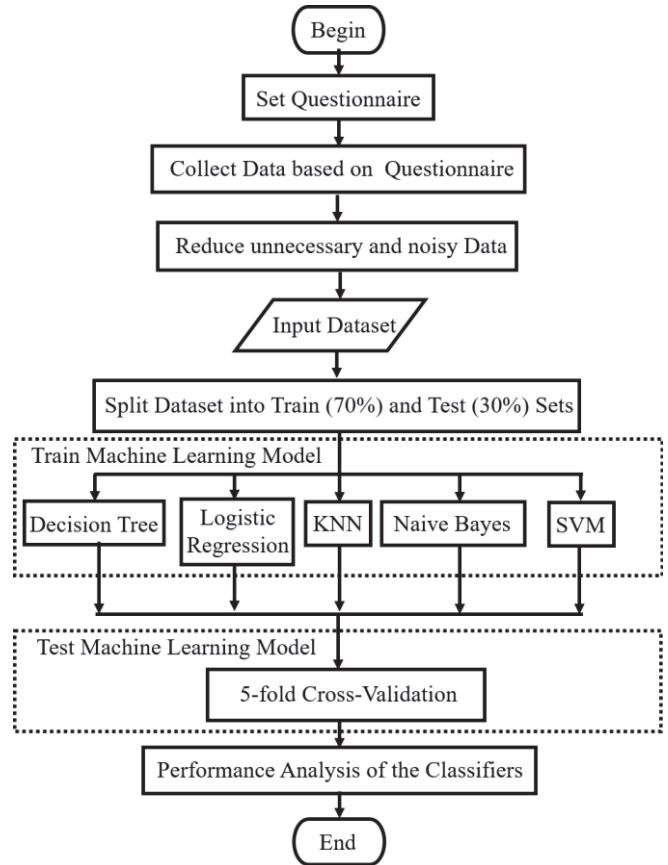 Begin
Set Questionnaire
Collect Data based on Questionnaire
Reduce unnecessary and noisy Data
Input Dataset
Split Dataset into Train (70%) and Test (30%) Sets
Train Machine Learning Model
Decision Tree
Logistic
Regression
KNN
Naive Bayes
SVM
Test Machine Learning Model
5-fold Cross-Validation
Performance Analysis of the Classifiers
End